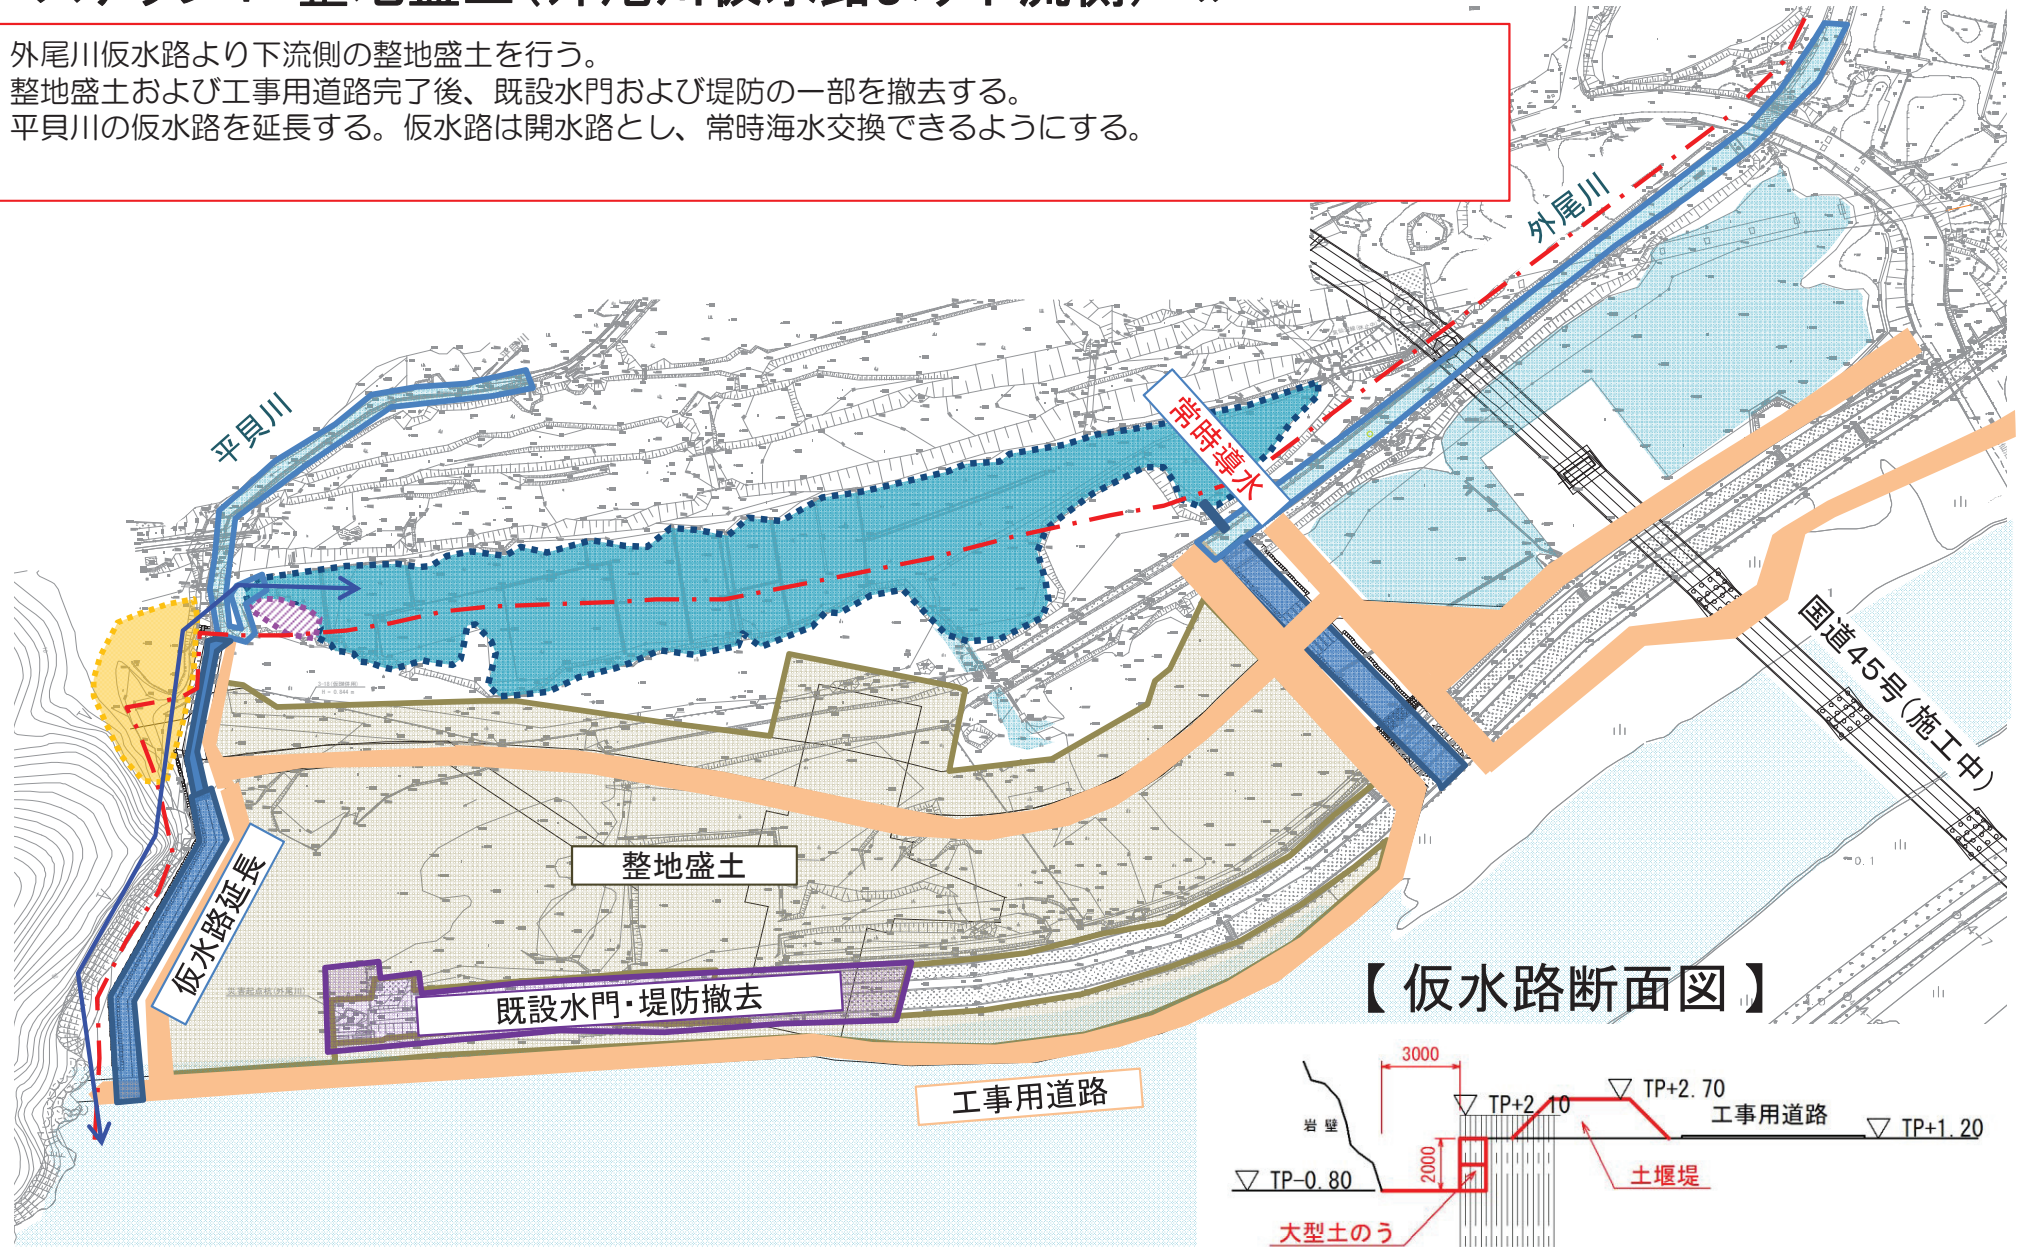 外尾川仮水路より下流側の整地盛土を行う。
整地盛土および工事用道路完了後、既設水門および堤防の一部を撤去する。
平貝川の仮水路を延長する。仮水路は開水路とし、常時海水交換できるようにする。
外尾川
平貝川
常時導水
国道45号(施工中)
整地盛土
仮水路延長
既設水門・堤防撤去
工事用道路
【 仮水路断面図 】
3000
TP+2.10
TP+2.70
岩 壁
工事用道路
TP+1.20
2000
TP-0.80
土堰堤
大型土のう